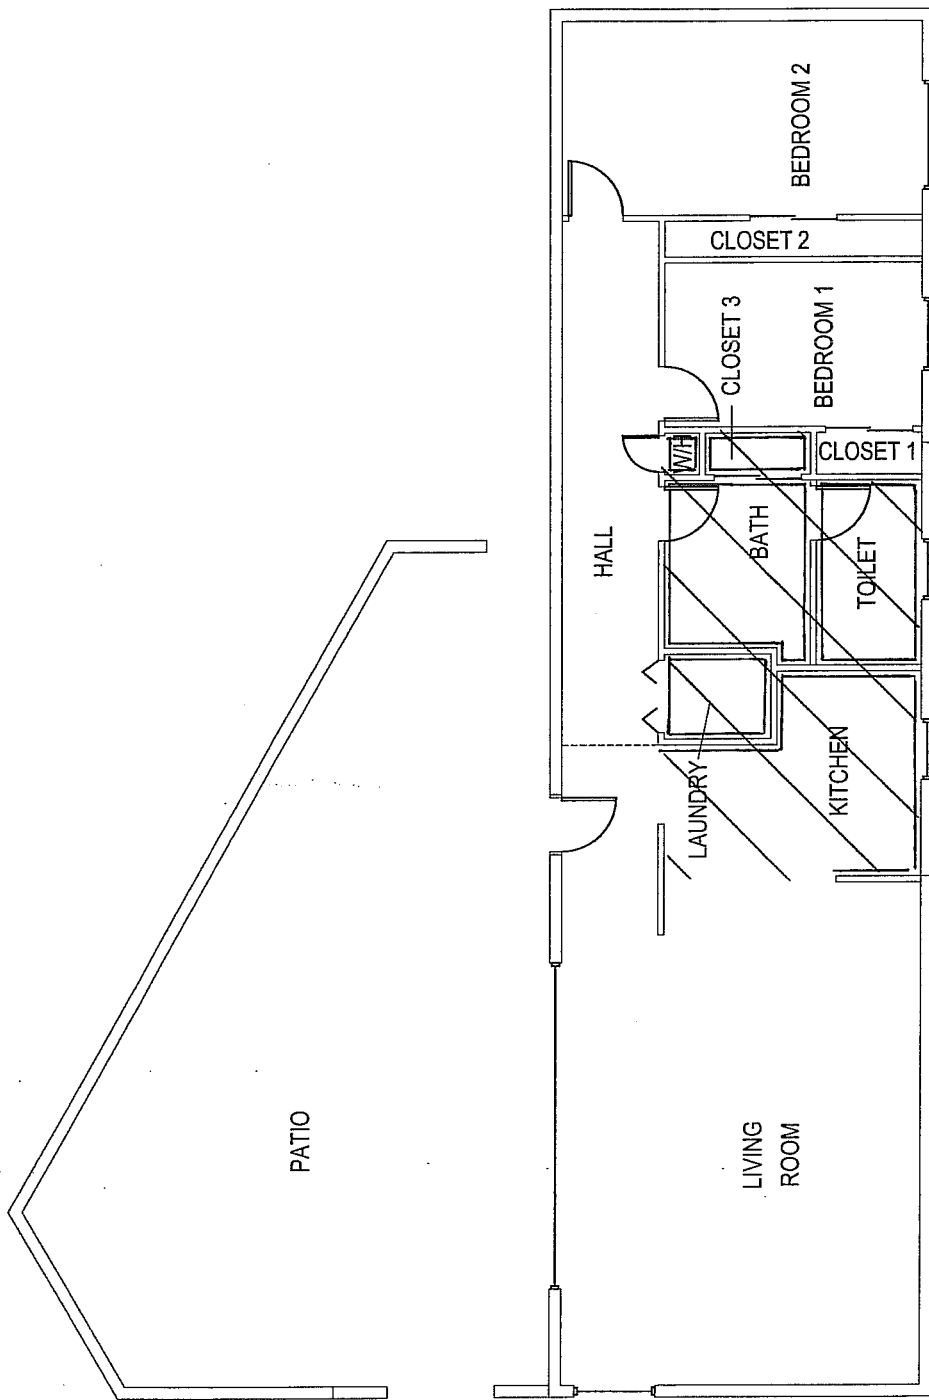 PATIO
LIVING
ROOM
HALL
LAUNDRY
KITCHEN
BATH
TOILET
W/H
CLOSET 3
CLOSET 1
BEDROOM 1
CLOSET 2
BEDROOM 2